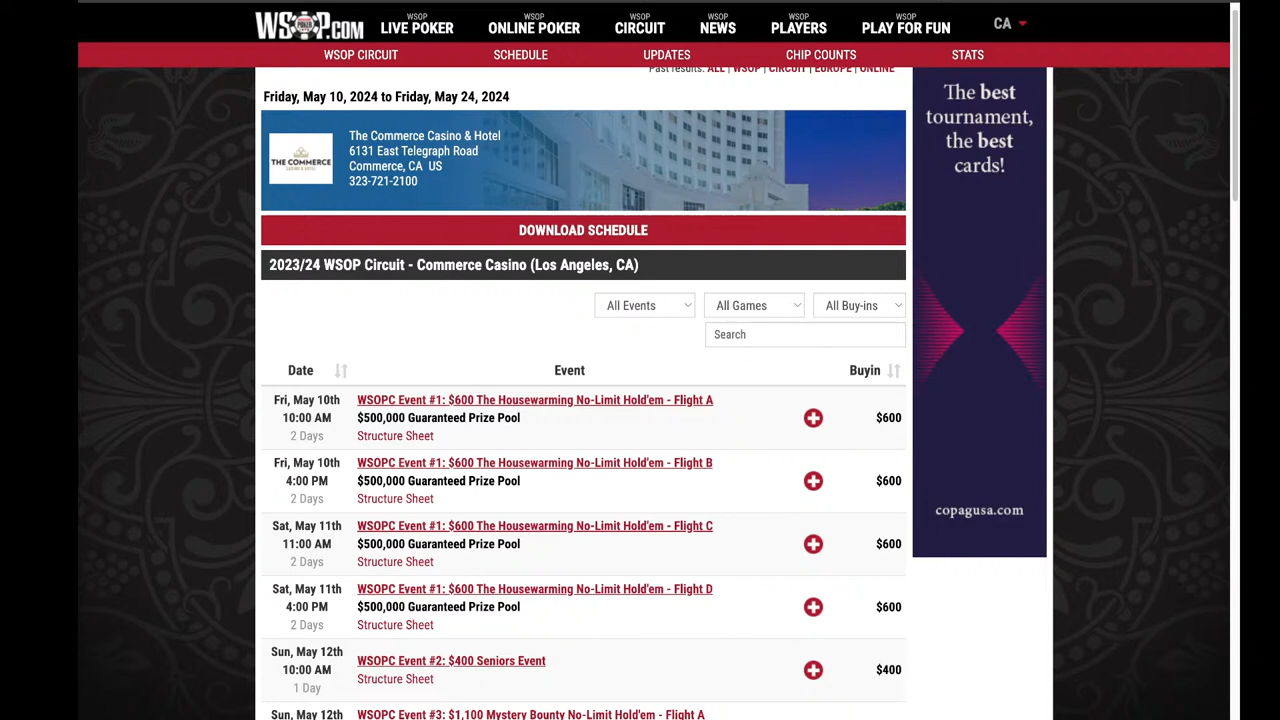 WSOP.COM
WSOP
LIVE POKER
WSOP
ONLINE POKER
WSOP
CIRCUIT
WSOP
NEWS
WSOP
PLAYERS
WSOP
PLAY FOR FUN
CA
WSOP CIRCUIT SCHEDULE UPDATES CHIP COUNTS STATS
Past results: ALL | WSOP | CIRCUIT | EUROPE | ONLINE
Friday, May 10, 2024 to Friday, May 24, 2024
THE COMMERCE
CASINO & HOTEL
The Commerce Casino & Hotel
6131 East Telegraph Road
Commerce, CA US
323-721-2100
DOWNLOAD SCHEDULE
2023/24 WSOP Circuit - Commerce Casino (Los Angeles, CA)
All Events All Games All Buy-ins
Search
Date Event Buyin
Fri, May 10th
10:00 AM
2 Days
WSOPC Event #1: $600 The Housewarming No-Limit Hold'em - Flight A
$500,000 Guaranteed Prize Pool
Structure Sheet
$600
Fri, May 10th
4:00 PM
2 Days
WSOPC Event #1: $600 The Housewarming No-Limit Hold'em - Flight B
$500,000 Guaranteed Prize Pool
Structure Sheet
$600
Sat, May 11th
11:00 AM
2 Days
WSOPC Event #1: $600 The Housewarming No-Limit Hold'em - Flight C
$500,000 Guaranteed Prize Pool
Structure Sheet
$600
Sat, May 11th
4:00 PM
2 Days
WSOPC Event #1: $600 The Housewarming No-Limit Hold'em - Flight D
$500,000 Guaranteed Prize Pool
Structure Sheet
$600
Sun, May 12th
10:00 AM
1 Day
WSOPC Event #2: $400 Seniors Event
Structure Sheet
$400
Sun, May 12th
WSOPC Event #3: $1,100 Mystery Bounty No-Limit Hold'em - Flight A
The best
tournament,
the best
cards!
copagusa.com